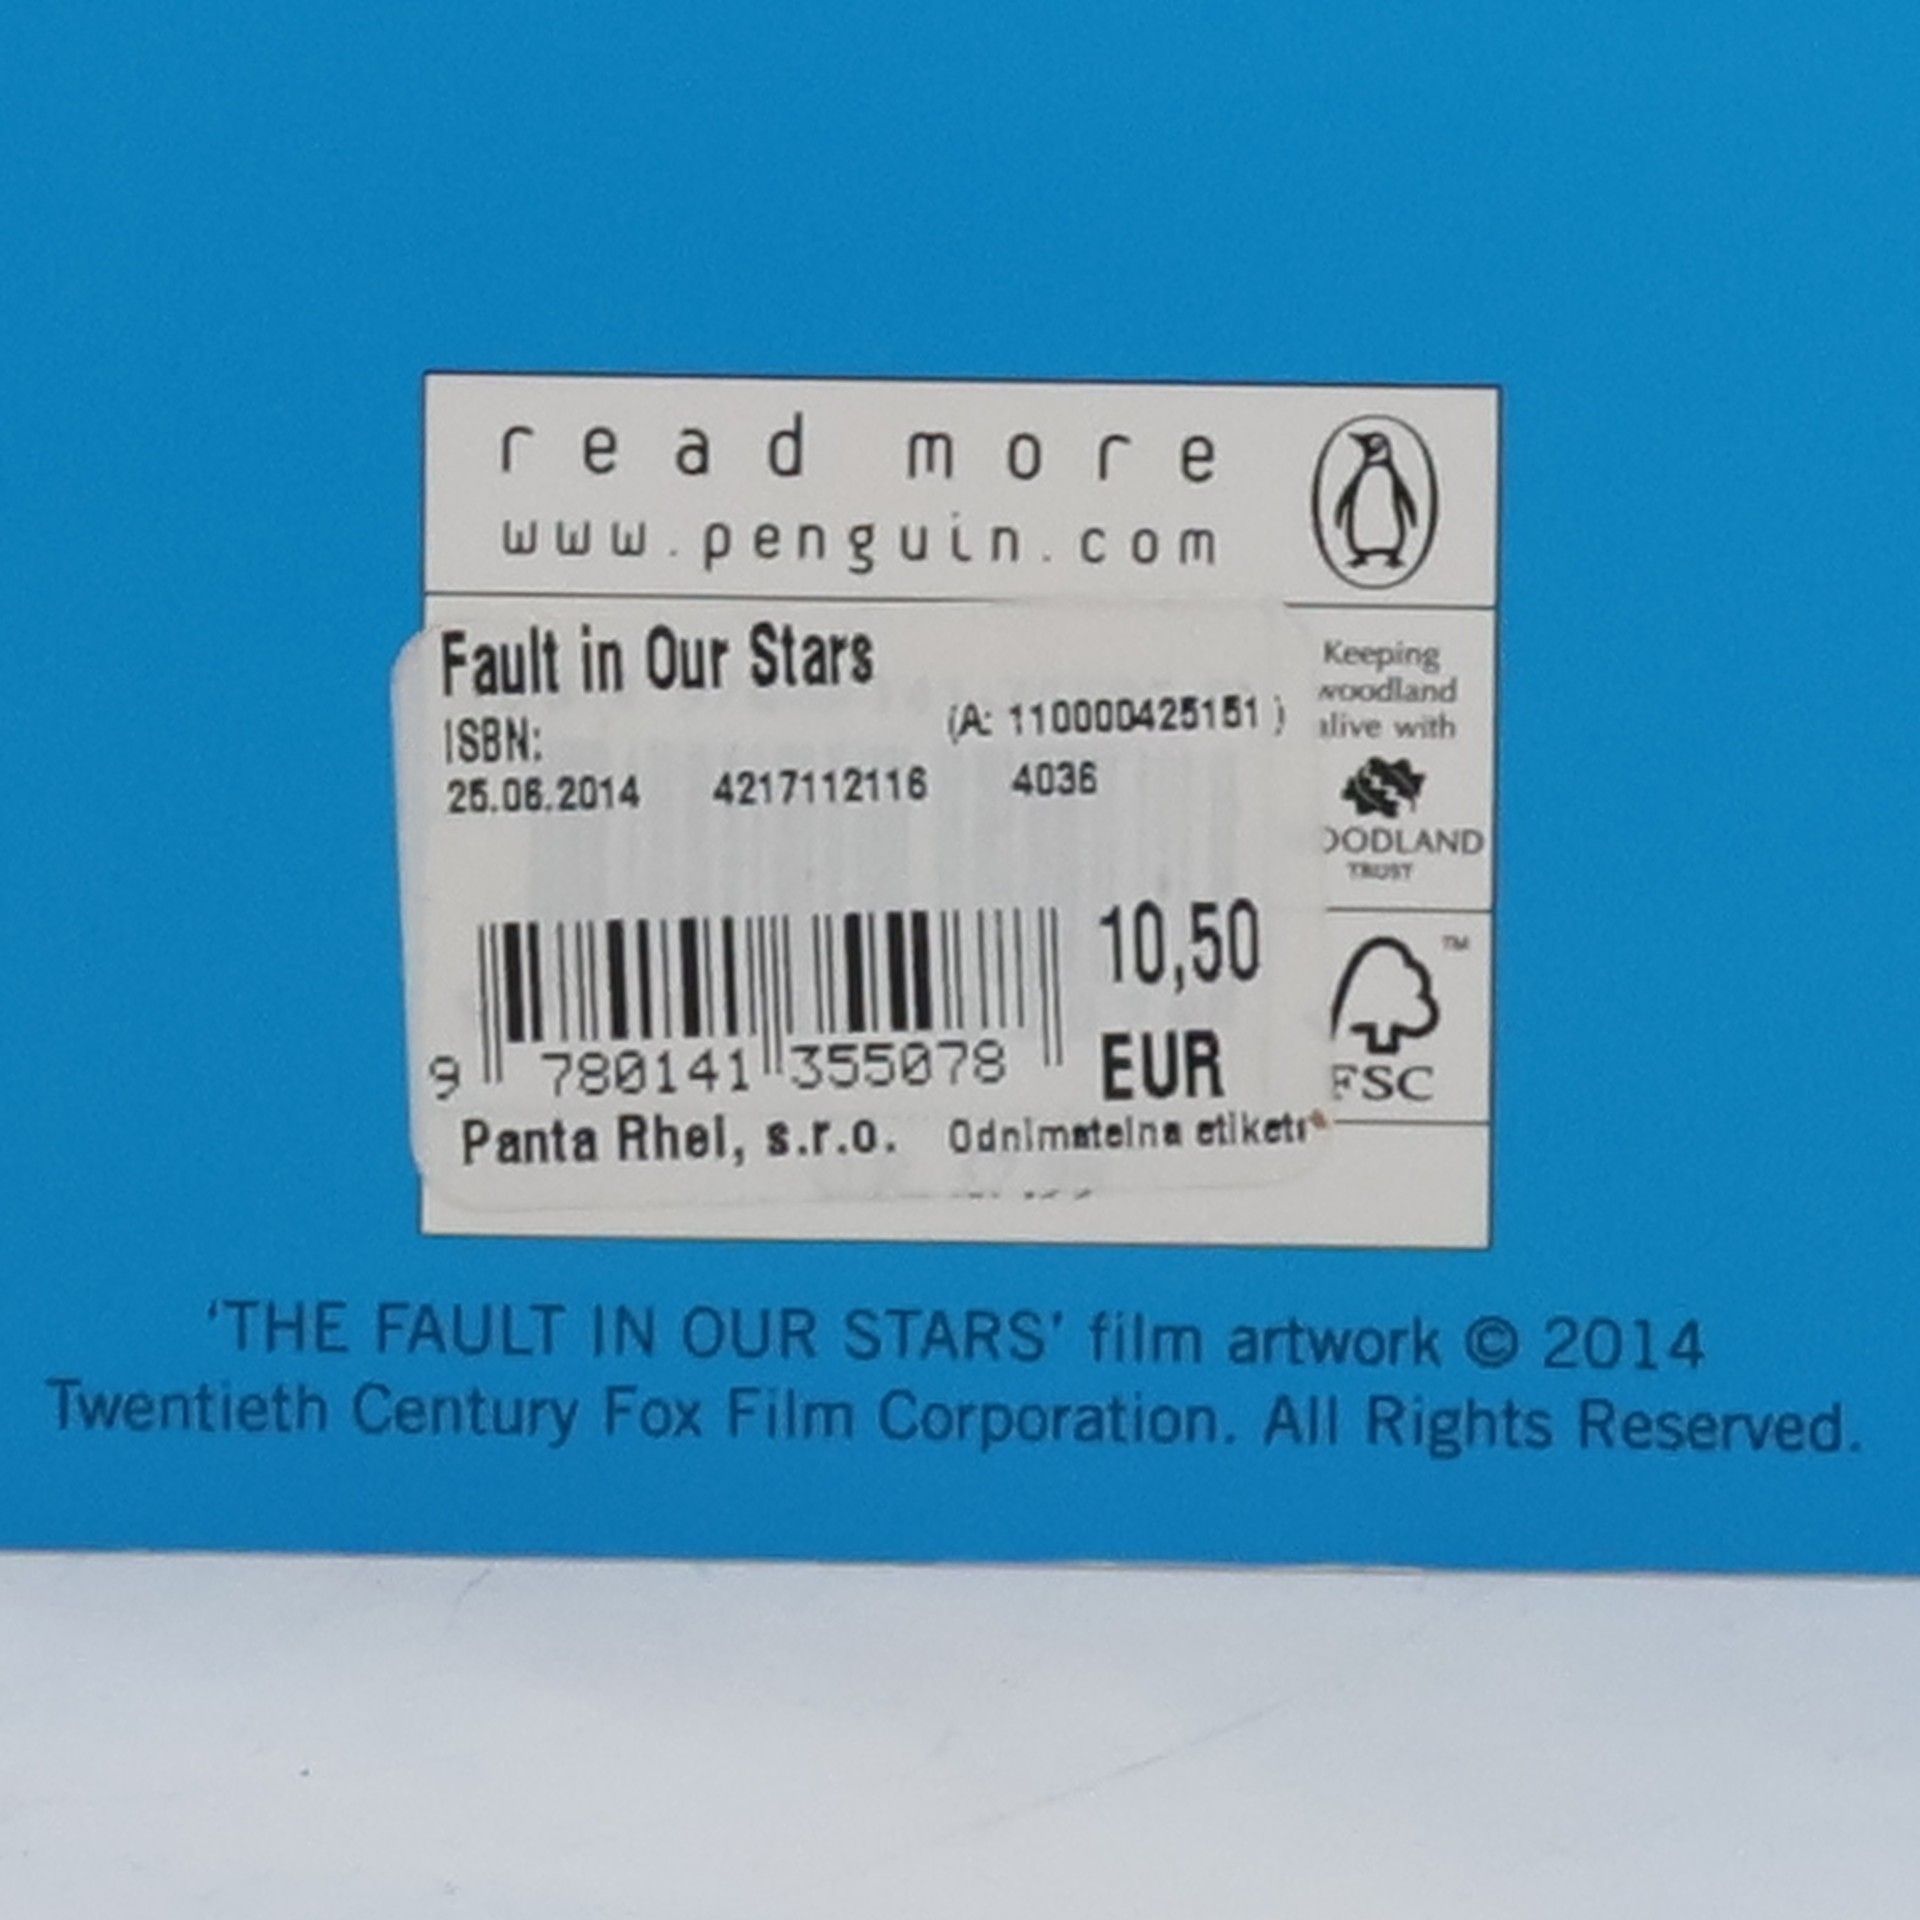 read more
www.penguin.com
Fault in Our Stars
ISBN: (A: 110000425151 )
25.06.2014 4217112116 4036
10,50
EUR
9 780141 355078
Panta Rhei, s.r.o. Odnimatelna etiketa
Keeping
woodland
alive with
OODLAND
TRUST
TM
FSC
‘THE FAULT IN OUR STARS’ film artwork © 2014
Twentieth Century Fox Film Corporation. All Rights Reserved.